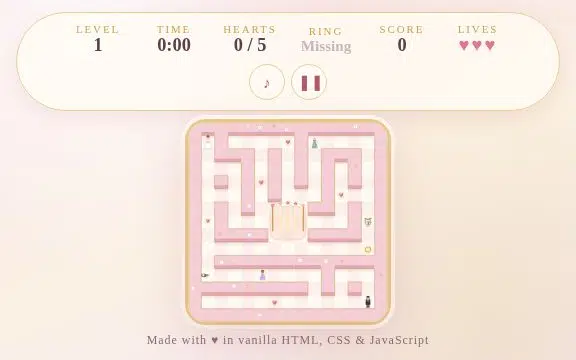 LEVEL TIME HEARTS RING SCORE LIVES
1 0:00 0 / 5 Missing 0 ♥♥♥
♪ ❚❚
Made with ♥ in vanilla HTML, CSS & JavaScript